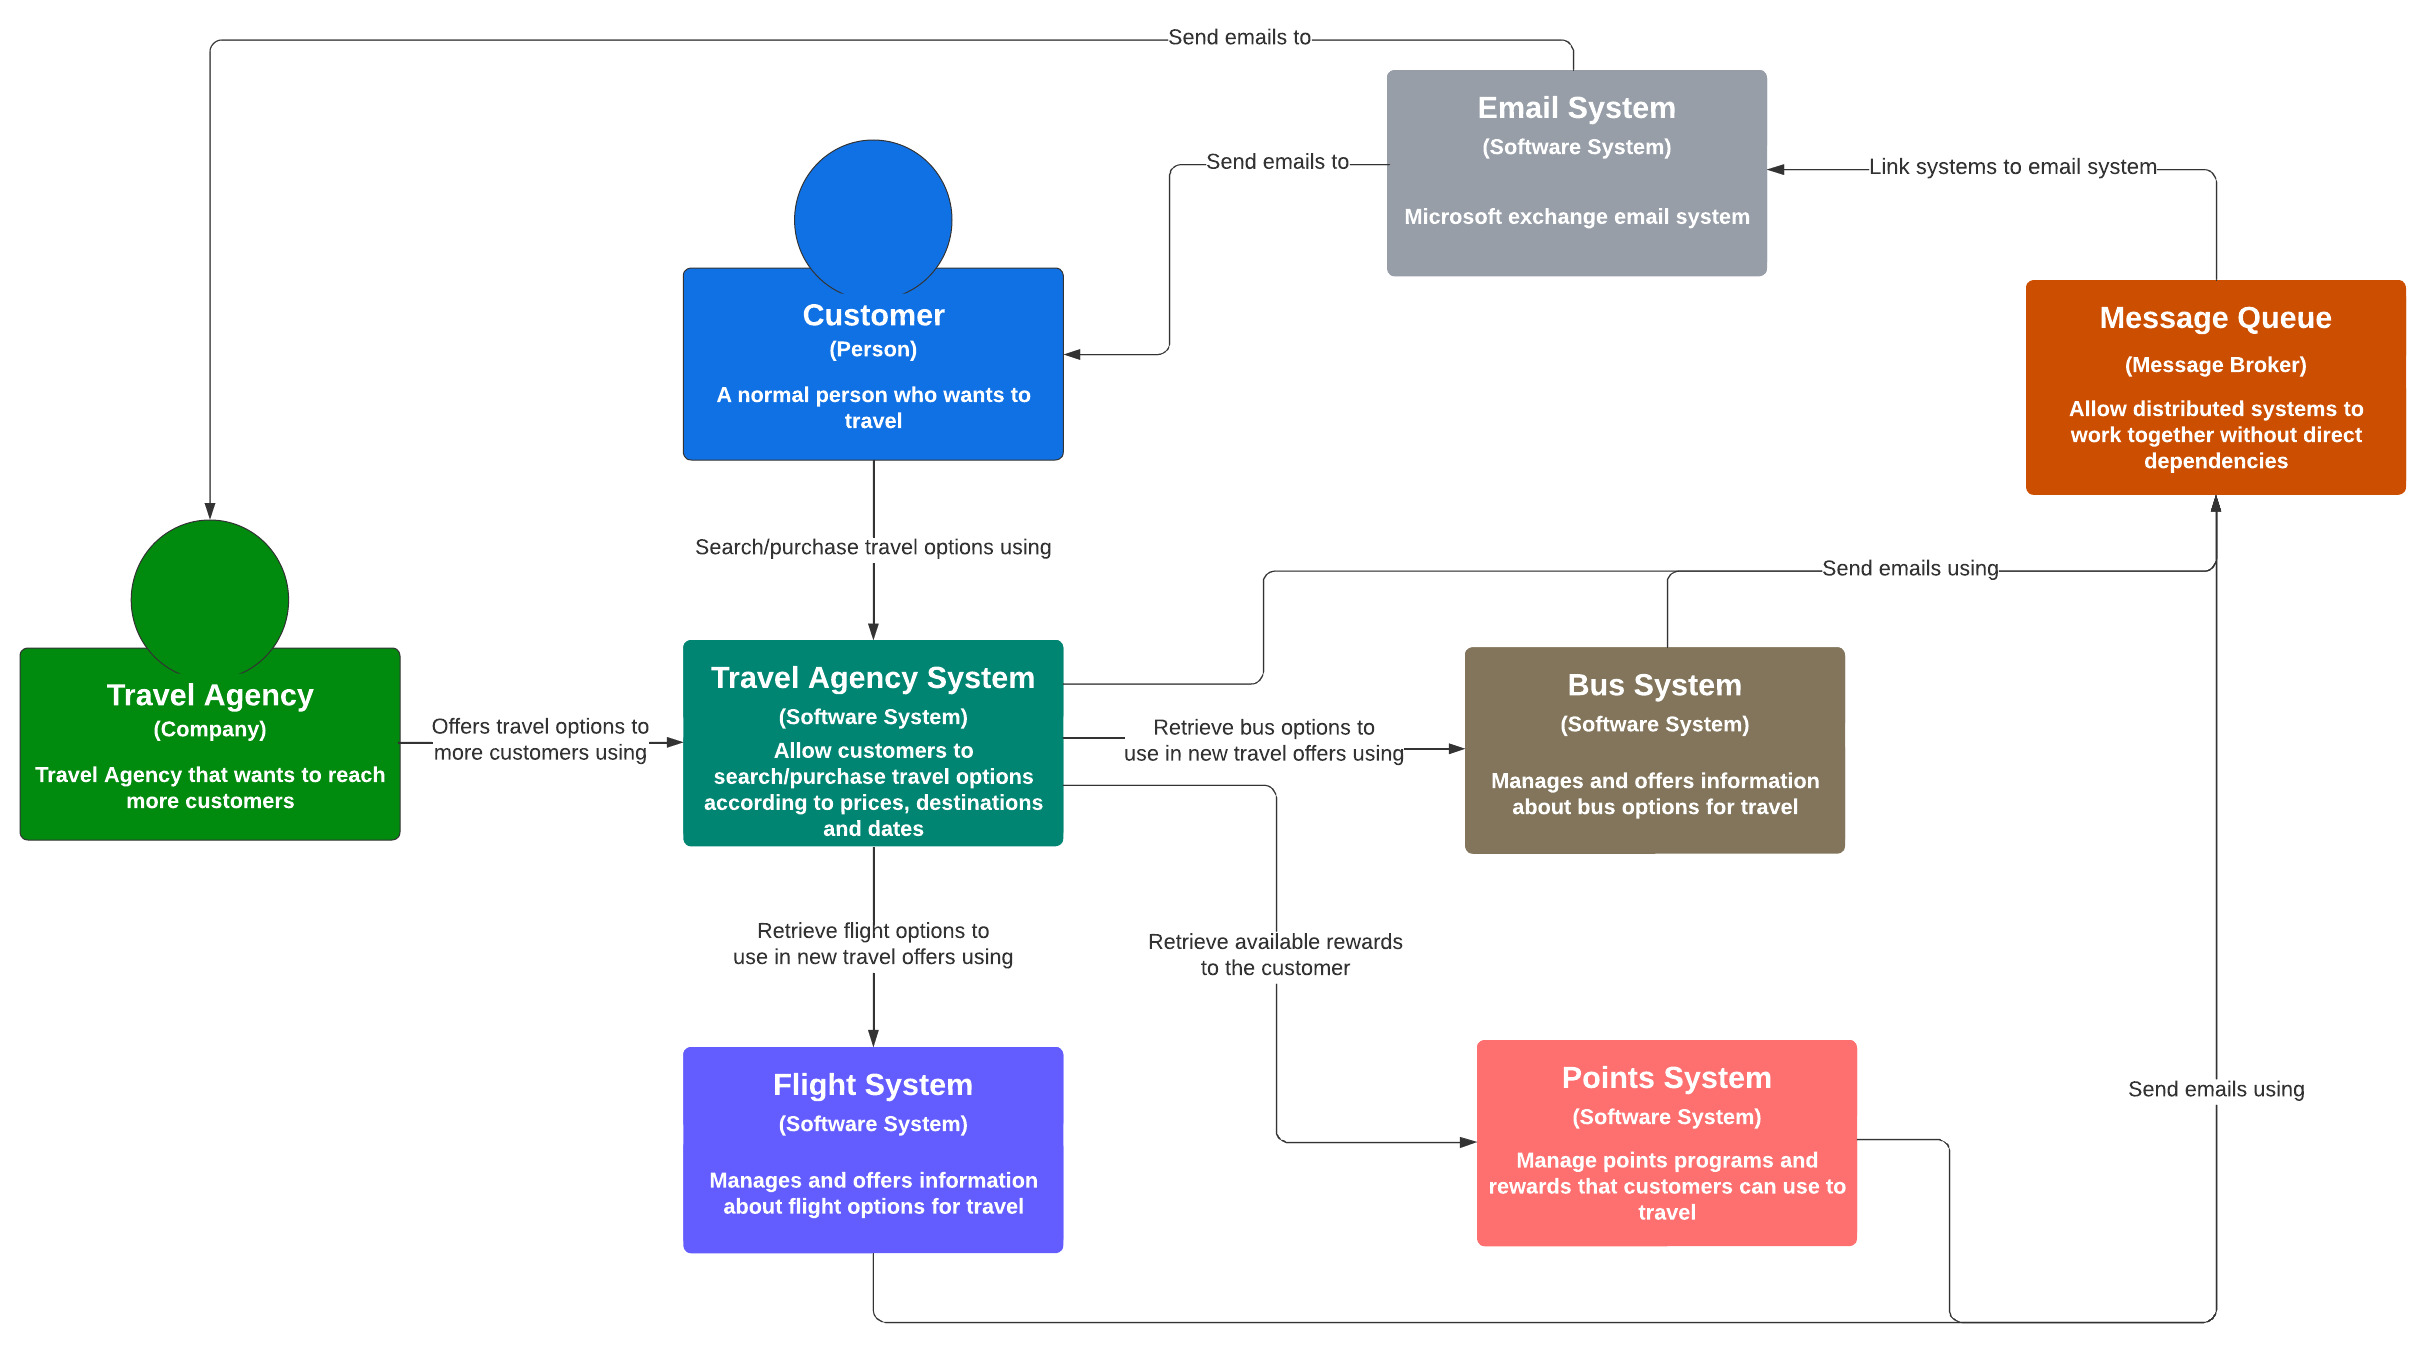 Send emails to
Email System
(Software System)
Microsoft exchange email system
Send emails to
Link systems to email system
Customer
(Person)
A normal person who wants to
travel
Message Queue
(Message Broker)
Allow distributed systems to
work together without direct
dependencies
Search/purchase travel options using
Send emails using
Travel Agency
(Company)
Travel Agency that wants to reach
more customers
Offers travel options to
more customers using
Travel Agency System
(Software System)
Allow customers to
search/purchase travel options
according to prices, destinations
and dates
Retrieve bus options to
use in new travel offers using
Bus System
(Software System)
Manages and offers information
about bus options for travel
Retrieve flight options to
use in new travel offers using
Retrieve available rewards
to the customer
Flight System
(Software System)
Manages and offers information
about flight options for travel
Points System
(Software System)
Manage points programs and
rewards that customers can use to
travel
Send emails using